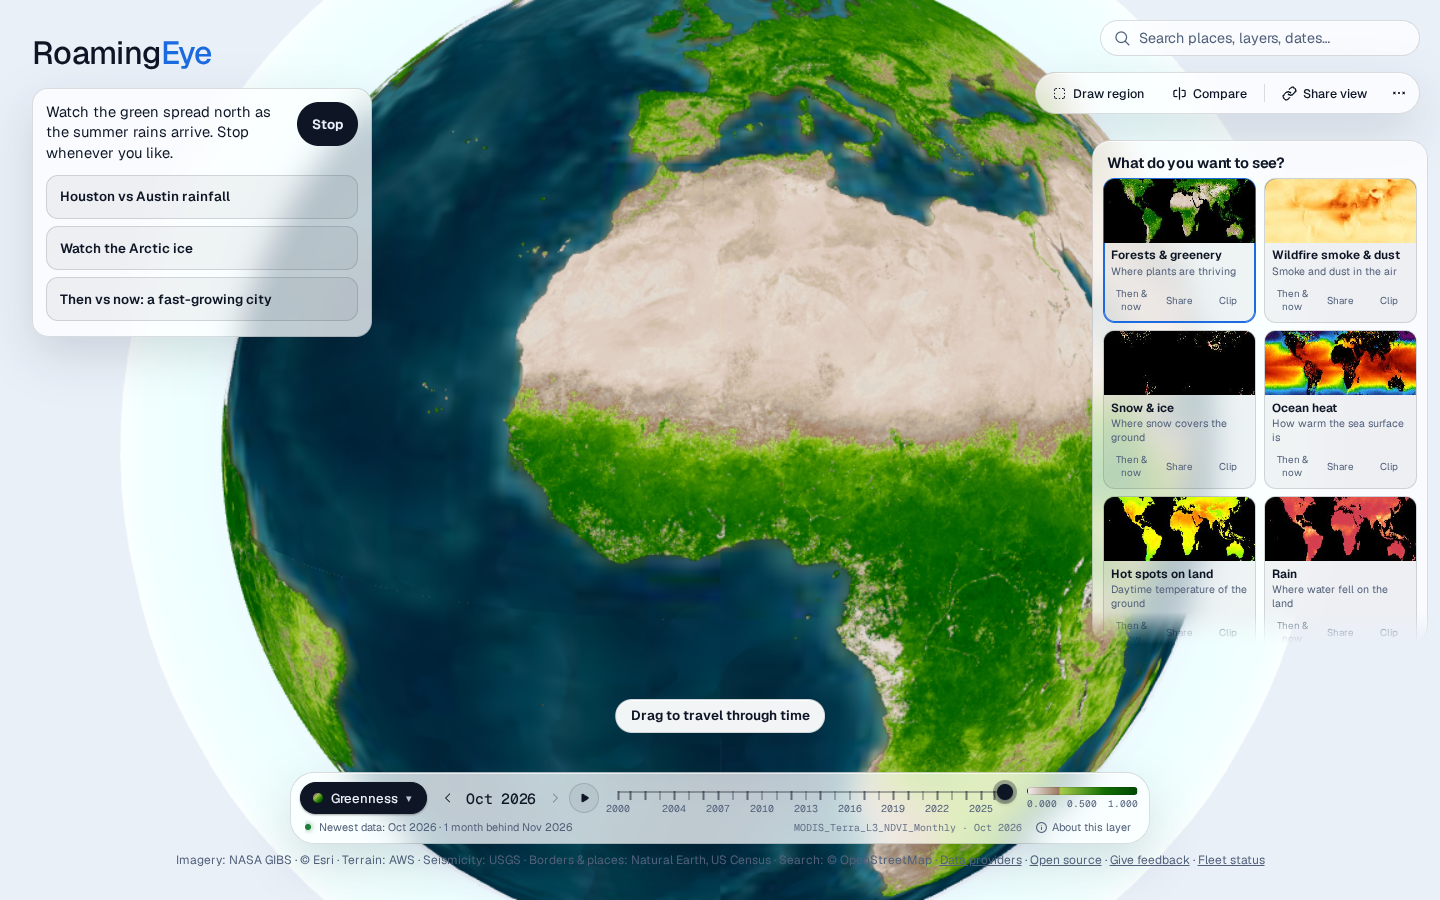 RoamingEye
Search places, layers, dates...
Draw region
Compare
Share view
Watch the green spread north as
the summer rains arrive. Stop
whenever you like.
Stop
Houston vs Austin rainfall
Watch the Arctic ice
Then vs now: a fast-growing city
What do you want to see?
Forests & greenery
Where plants are thriving
Then &
now
Share
Clip
Wildfire smoke & dust
Smoke and dust in the air
Then &
now
Share
Clip
Snow & ice
Where snow covers the
ground
Then &
now
Share
Clip
Ocean heat
How warm the sea surface
is
Then &
now
Share
Clip
Hot spots on land
Daytime temperature of the
ground
Then &
now
Share
Clip
Rain
Where water fell on the
land
Then &
now
Share
Clip
Drag to travel through time
Greenness
Oct 2026
2000 2004 2007 2010 2013 2016 2019 2022 2025
0.000 0.500 1.000
Newest data: Oct 2026 · 1 month behind Nov 2026
MODIS_Terra_L3_NDVI_Monthly · Oct 2026
About this layer
Imagery: NASA GIBS · © Esri · Terrain: AWS · Seismicity: USGS · Borders & places: Natural Earth, US Census · Search: © OpenStreetMap · Data providers · Open source · Give feedback · Fleet status